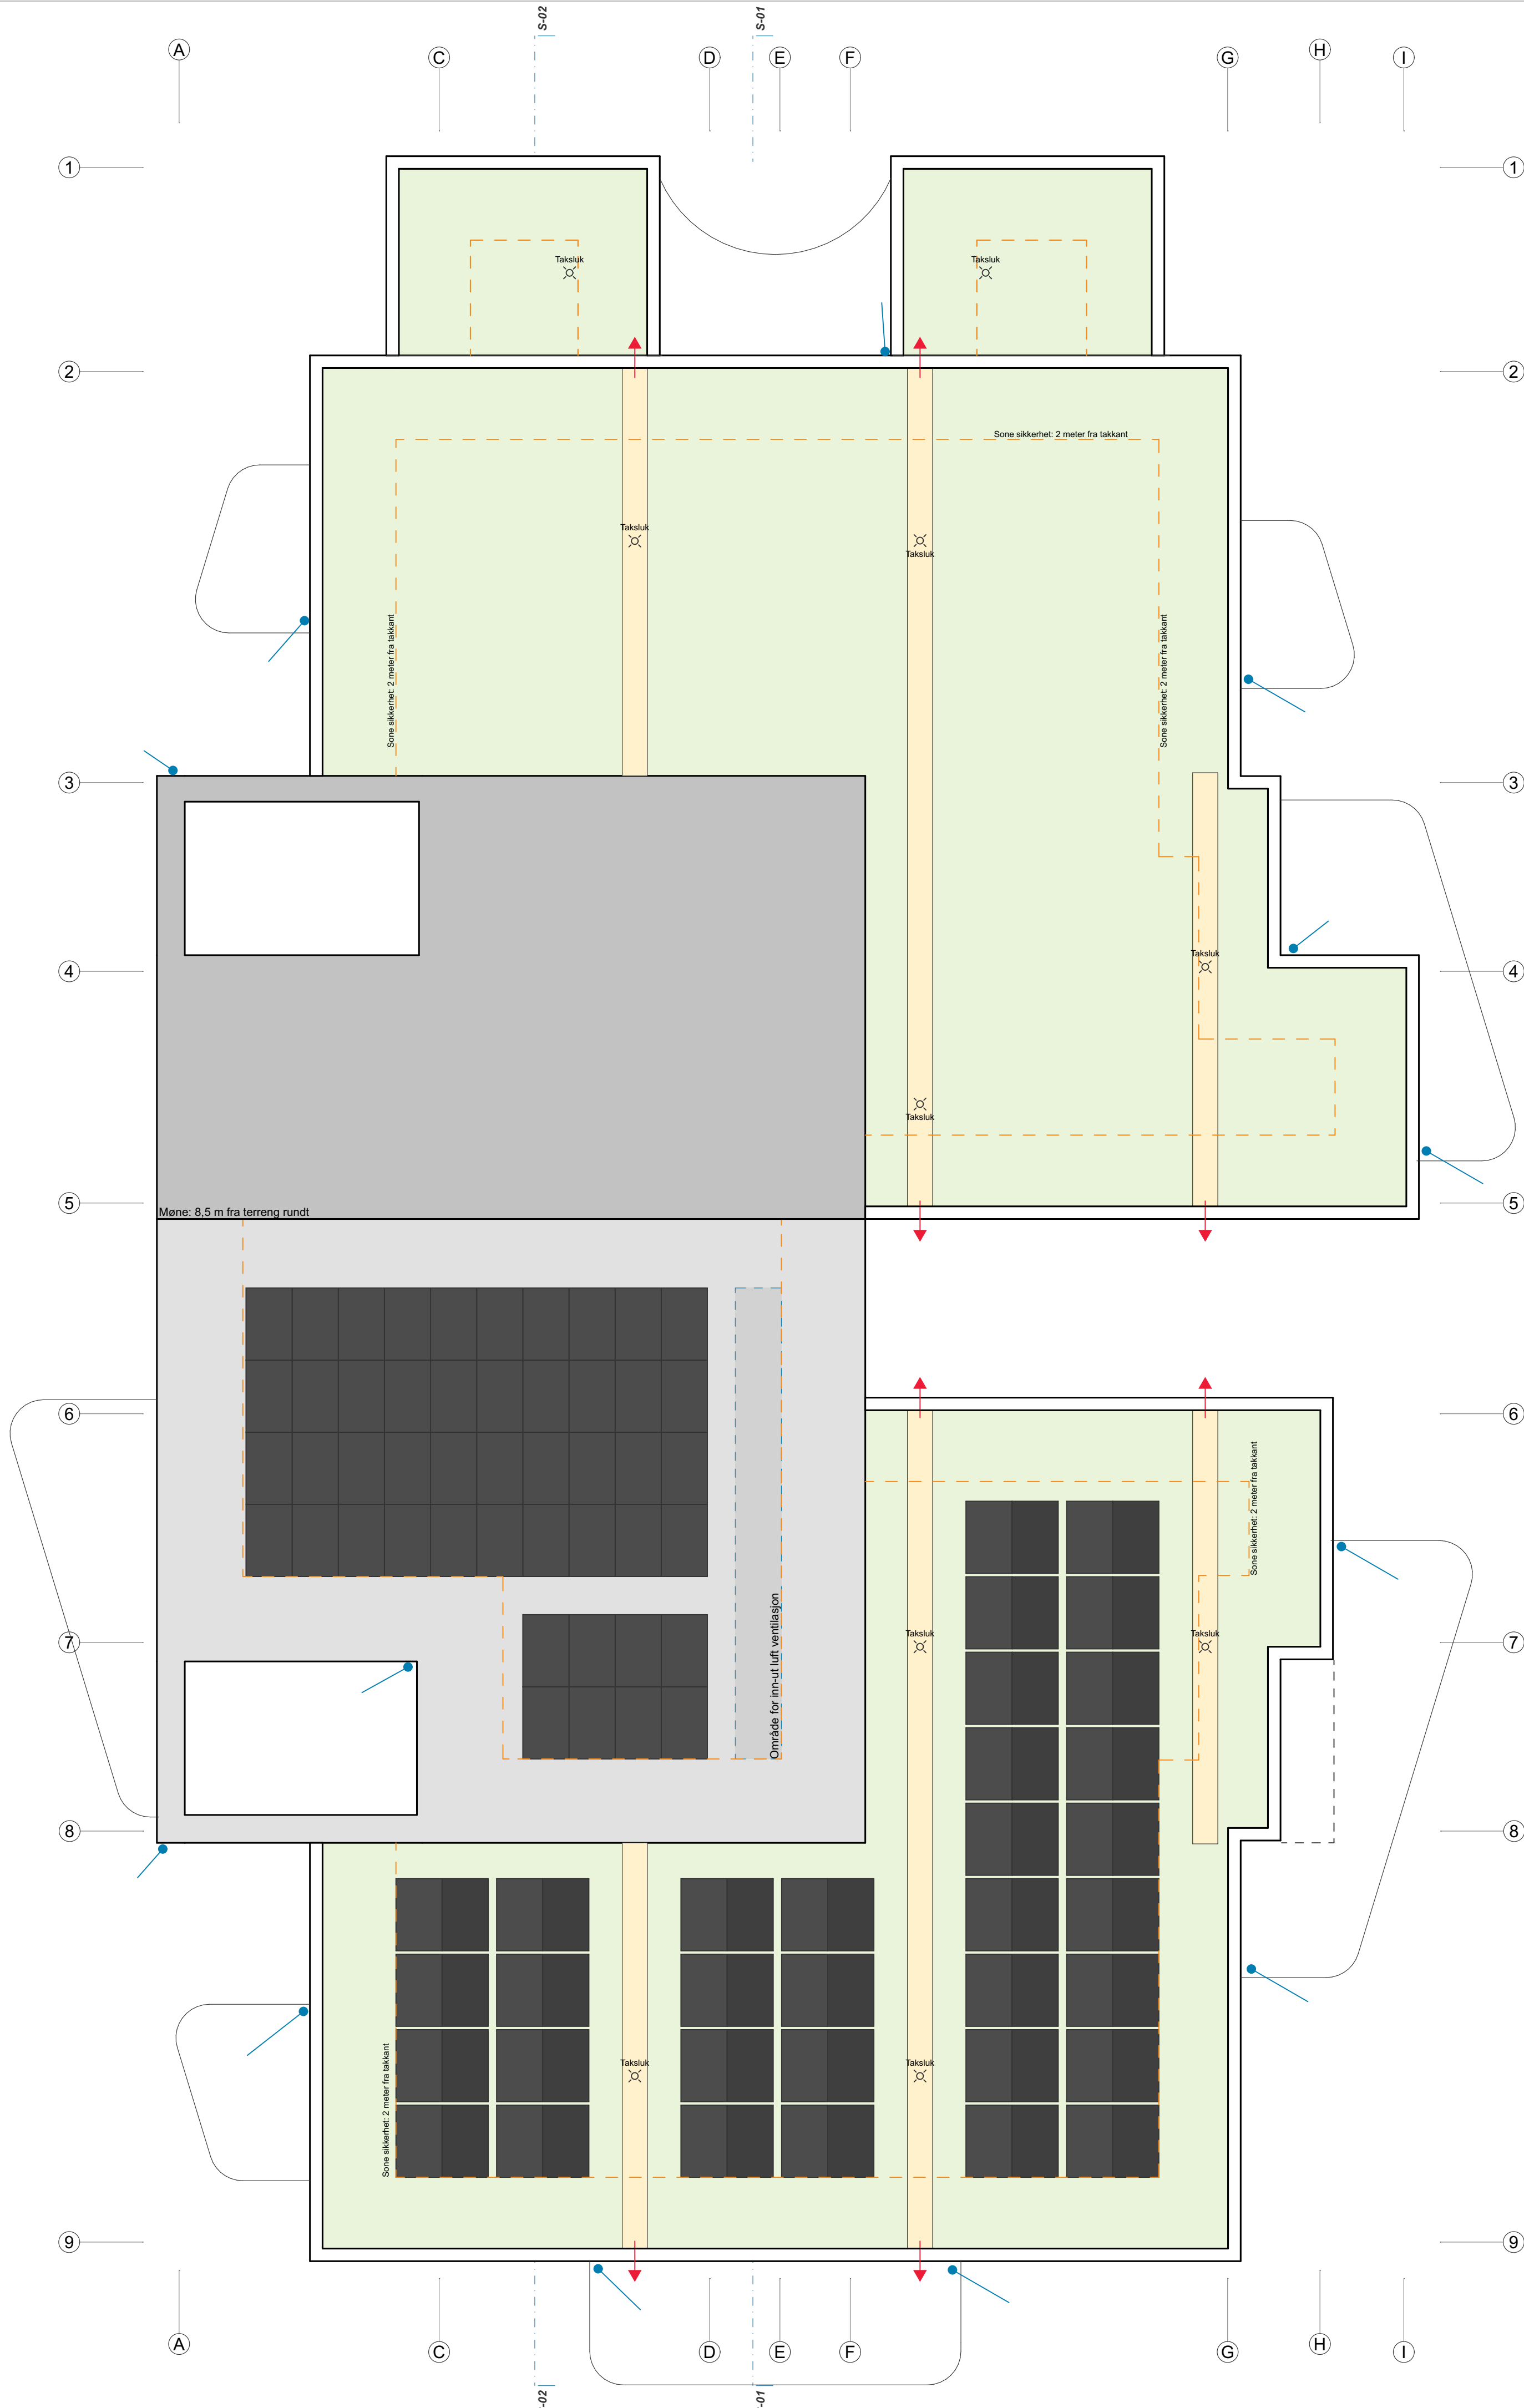 S-02
S-01
A
C
D
E
F
G
H
I
1
1
Taksluk
Taksluk
2
2
Sone sikkerhet: 2 meter fra takkant
Taksluk
Taksluk
Sone sikkerhet: 2 meter fra takkant
Sone sikkerhet: 2 meter fra takkant
3
3
Taksluk
4
4
Taksluk
5
5
Møne: 8,5 m fra terreng rundt
6
6
Sone sikkerhet: 2 meter fra takkant
Område for inn-ut luft ventilasjon
Taksluk
Taksluk
7
7
8
8
Sone sikkerhet: 2 meter fra takkant
Taksluk
Taksluk
9
9
A
C
D
E
F
G
H
I
-02
-01